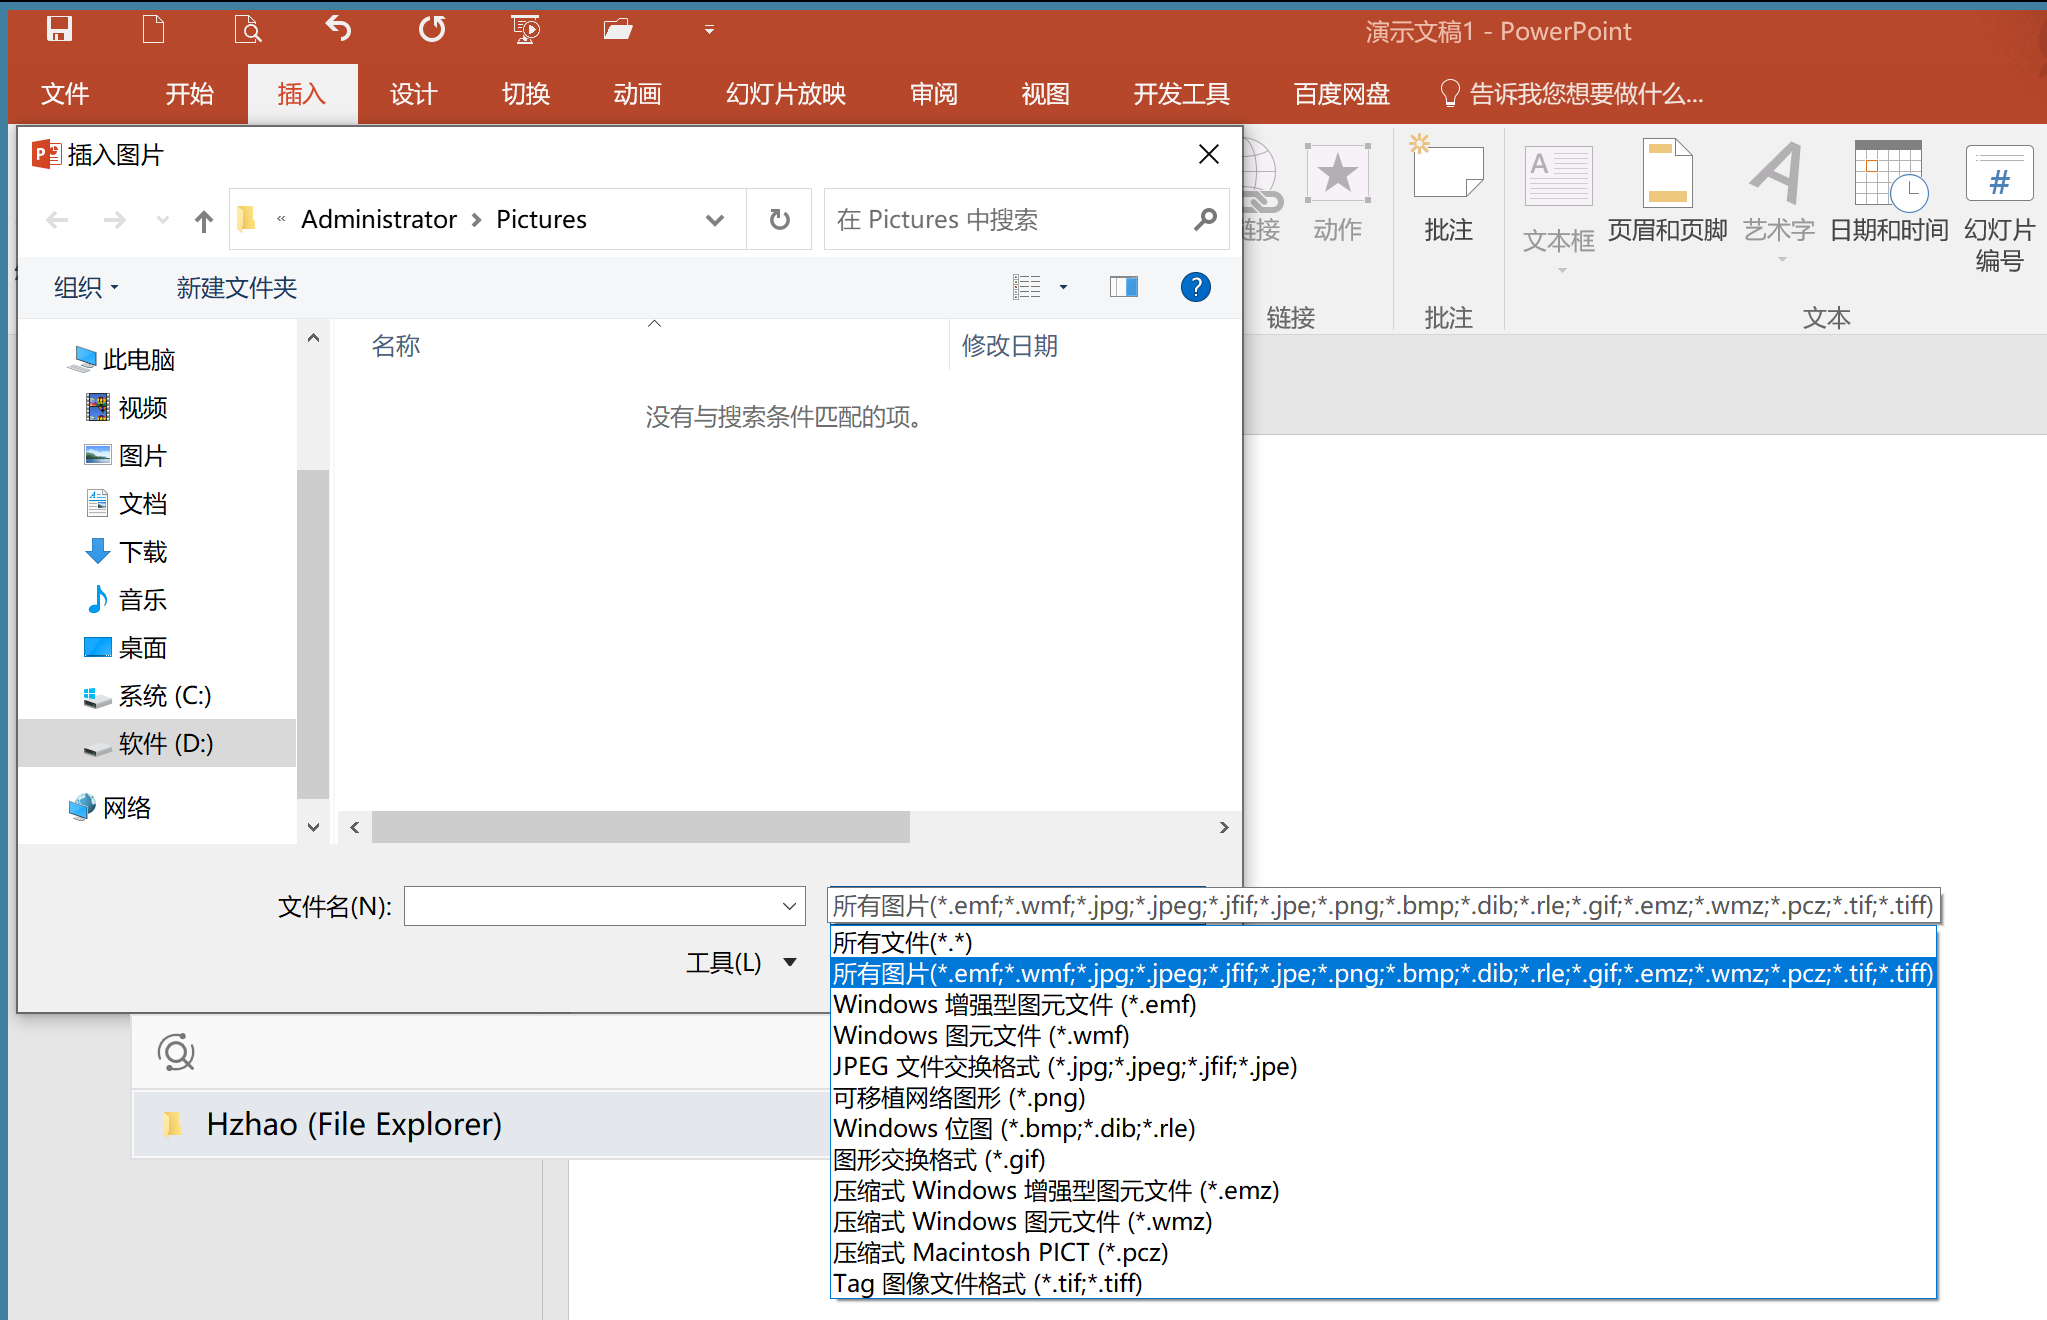 演示文稿1 - PowerPoint
文件 开始 插入 设计 切换 动画 幻灯片放映 审阅 视图 开发工具 百度网盘 告诉我您想要做什么...
插入图片
« Administrator > Pictures
在 Pictures 中搜索
组织 新建文件夹
名称 修改日期
没有与搜索条件匹配的项。
此电脑
视频
图片
文档
下载
音乐
桌面
系统 (C:)
软件 (D:)
网络
文件名(N):
工具(L)
链接 动作 批注 文本框 页眉和页脚 艺术字 日期和时间 幻灯片
编号
链接 批注 文本
所有图片(*.emf;*.wmf;*.jpg;*.jpeg;*.jfif;*.jpe;*.png;*.bmp;*.dib;*.rle;*.gif;*.emz;*.wmz;*.pcz;*.tif;*.tiff)
所有文件(*.*)
所有图片(*.emf;*.wmf;*.jpg;*.jpeg;*.jfif;*.jpe;*.png;*.bmp;*.dib;*.rle;*.gif;*.emz;*.wmz;*.pcz;*.tif;*.tiff)
Windows 增强型图元文件 (*.emf)
Windows 图元文件 (*.wmf)
JPEG 文件交换格式 (*.jpg;*.jpeg;*.jfif;*.jpe)
可移植网络图形 (*.png)
Windows 位图 (*.bmp;*.dib;*.rle)
图形交换格式 (*.gif)
压缩式 Windows 增强型图元文件 (*.emz)
压缩式 Windows 图元文件 (*.wmz)
压缩式 Macintosh PICT (*.pcz)
Tag 图像文件格式 (*.tif;*.tiff)
Hzhao (File Explorer)